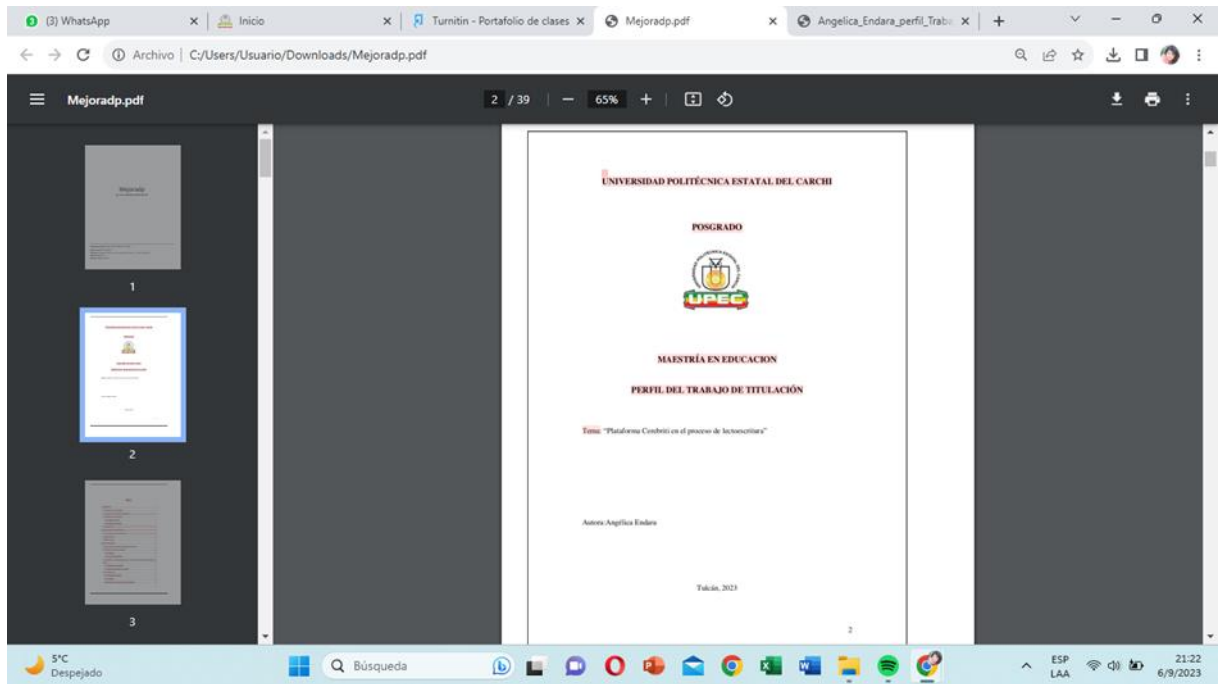 (3) WhatsApp
Inicio
Turnitin - Portafolio de clases
Mejoradp.pdf
Angelica_Endara_perfil_Traba
Archivo
C:/Users/Usuario/Downloads/Mejoradp.pdf
Mejoradp.pdf
2 / 39
65%
1
2
3
UNIVERSIDAD POLITÉCNICA ESTATAL DEL CARCHI
POSGRADO
UPEC
MAESTRÍA EN EDUCACION
PERFIL DEL TRABAJO DE TITULACIÓN
Tema: “Plataforma Cerebriti en el proceso de lectoescritura”
Autora:Angélica Endara
Tulcán, 2023
2
5°C
Despejado
Búsqueda
ESP
LAA
21:22
6/9/2023